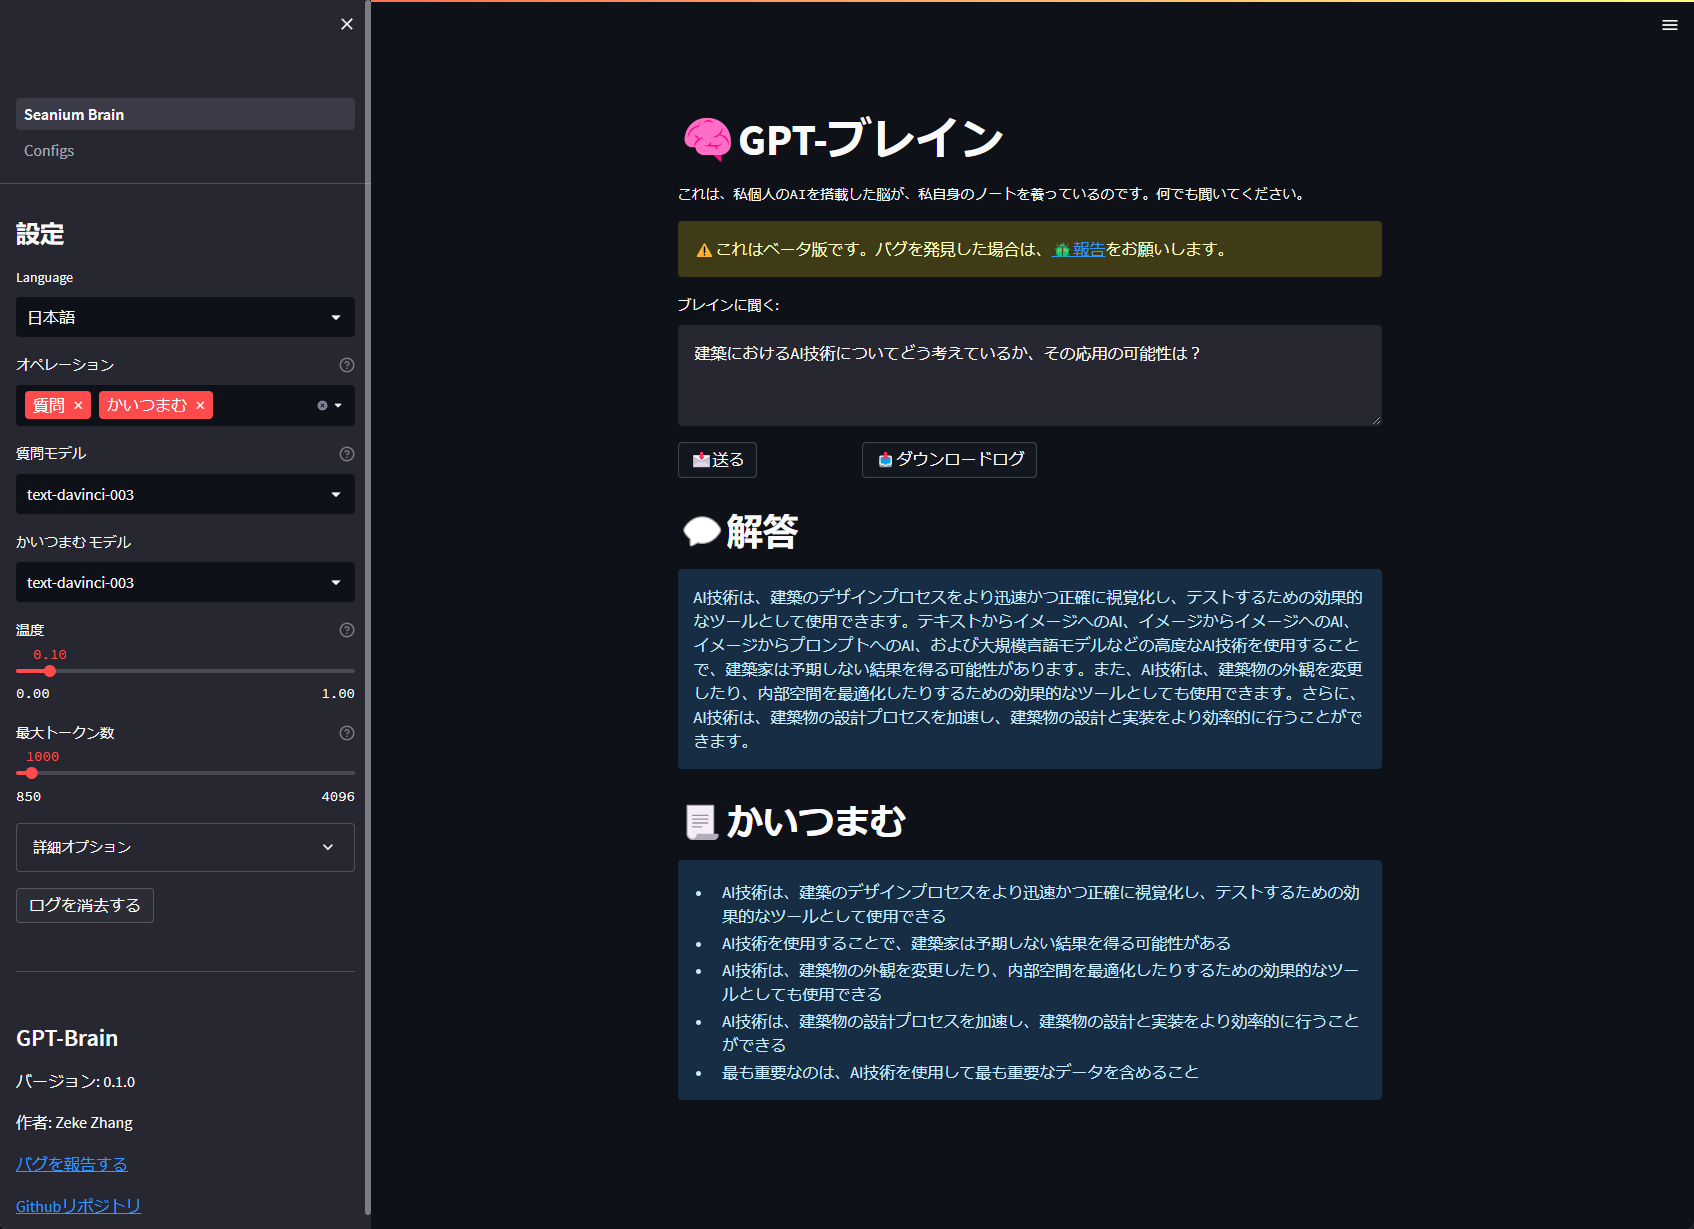 Seanium Brain
Configs
設定
Language
日本語
オペレーション
質問 かいつまむ
質問モデル
text-davinci-003
かいつまむ モデル
text-davinci-003
温度
0.10
0.00 1.00
最大トークン数
1000
850 4096
詳細オプション
ログを消去する
GPT-Brain
バージョン: 0.1.0
作者: Zeke Zhang
バグを報告する
Githubリポジトリ
GPT-ブレイン
これは、私個人のAIを搭載した脳が、私自身のノートを養っているのです。何でも聞いてください。
これはベータ版です。バグを発見した場合は、報告をお願いします。
ブレインに聞く:
建築におけるAI技術についてどう考えているか、その応用の可能性は？
送る
ダウンロードログ
解答
AI技術は、建築のデザインプロセスをより迅速かつ正確に視覚化し、テストするための効果的
なツールとして使用できます。テキストからイメージへのAI、イメージからイメージへのAI、
イメージからプロンプトへのAI、および大規模言語モデルなどの高度なAI技術を使用すること
で、建築家は予期しない結果を得る可能性があります。また、AI技術は、建築物の外観を変更
したり、内部空間を最適化したりするための効果的なツールとしても使用できます。さらに、
AI技術は、建築物の設計プロセスを加速し、建築物の設計と実装をより効率的に行うことがで
きます。
かいつまむ
• AI技術は、建築のデザインプロセスをより迅速かつ正確に視覚化し、テストするための効
果的なツールとして使用できる
• AI技術を使用することで、建築家は予期しない結果を得る可能性がある
• AI技術は、建築物の外観を変更したり、内部空間を最適化したりするための効果的なツー
ルとしても使用できる
• AI技術は、建築物の設計プロセスを加速し、建築物の設計と実装をより効率的に行うこと
ができる
• 最も重要なのは、AI技術を使用して最も重要なデータを含めること